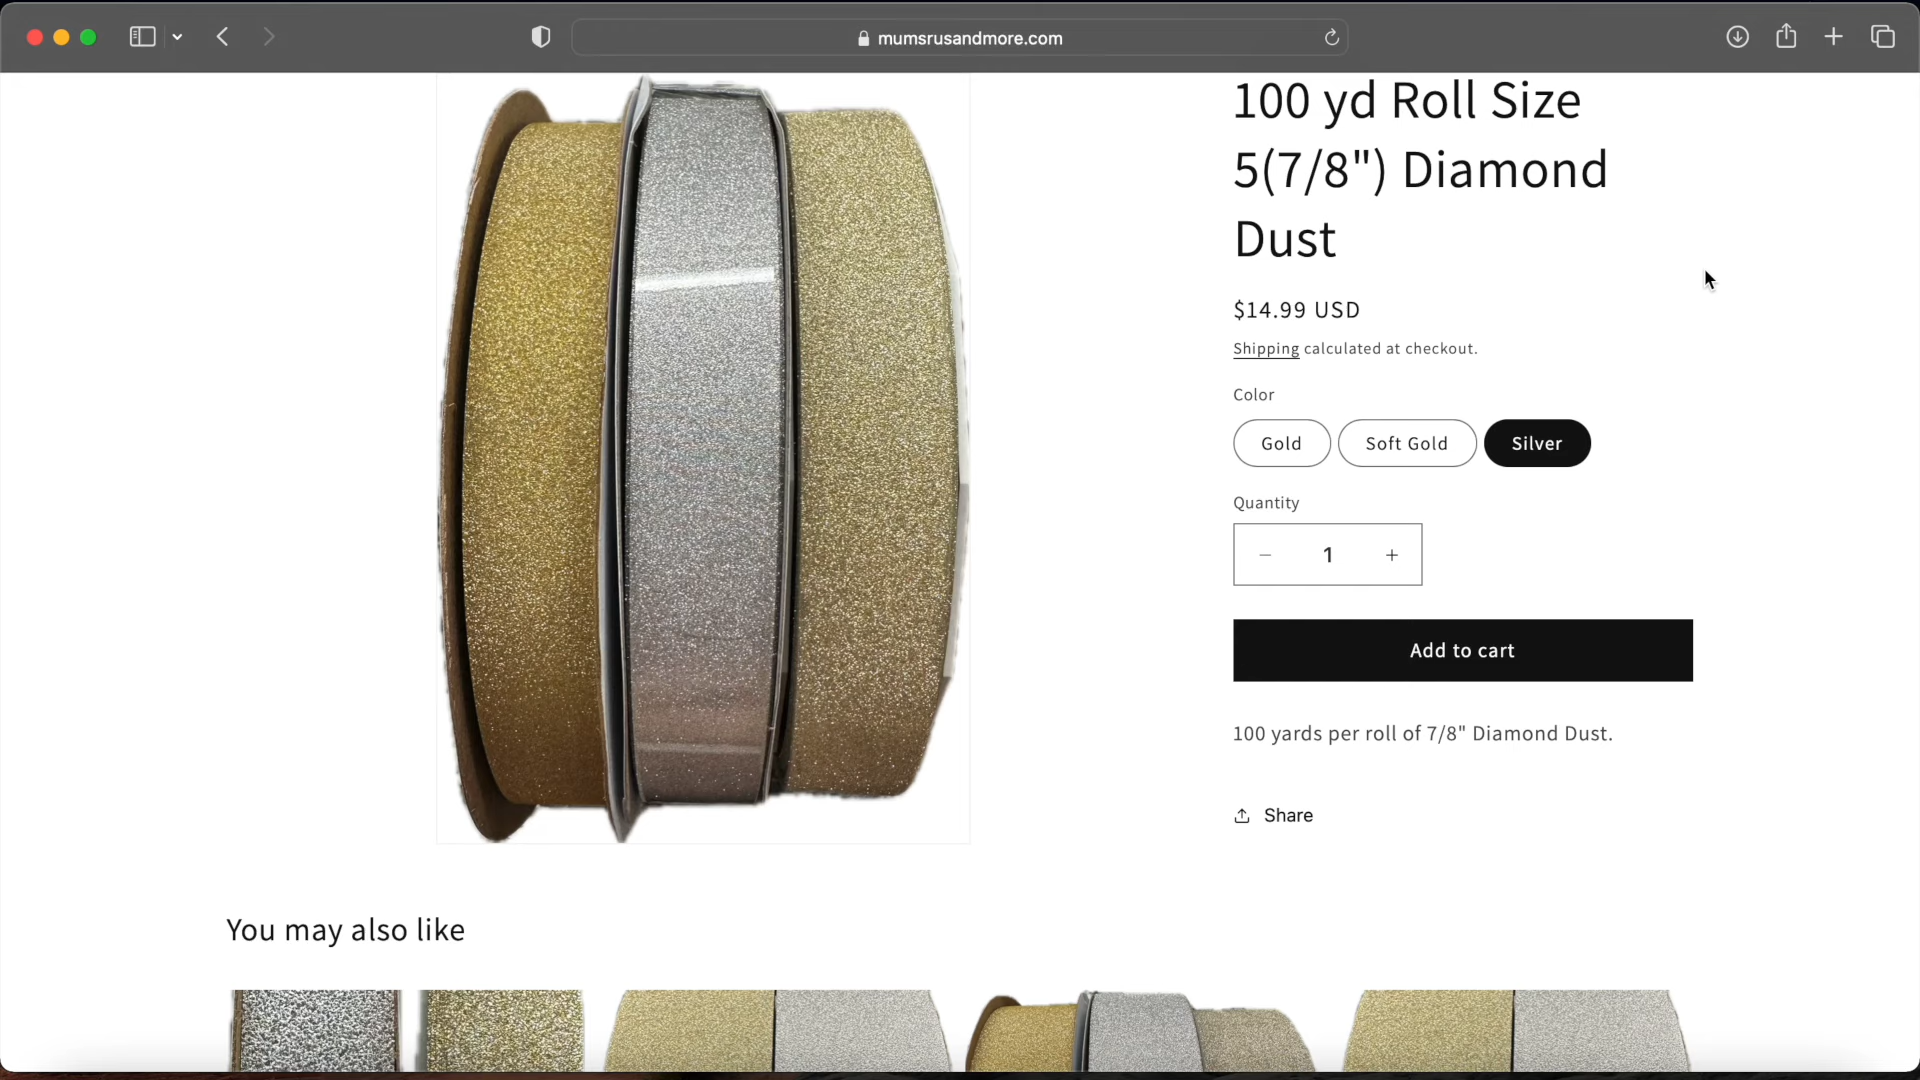 mumsrusandmore.com
100 yd Roll Size
5(7/8") Diamond
Dust
$14.99 USD
Shipping calculated at checkout.
Color
Gold
Soft Gold
Silver
Quantity
1
Add to cart
100 yards per roll of 7/8" Diamond Dust.
Share
You may also like